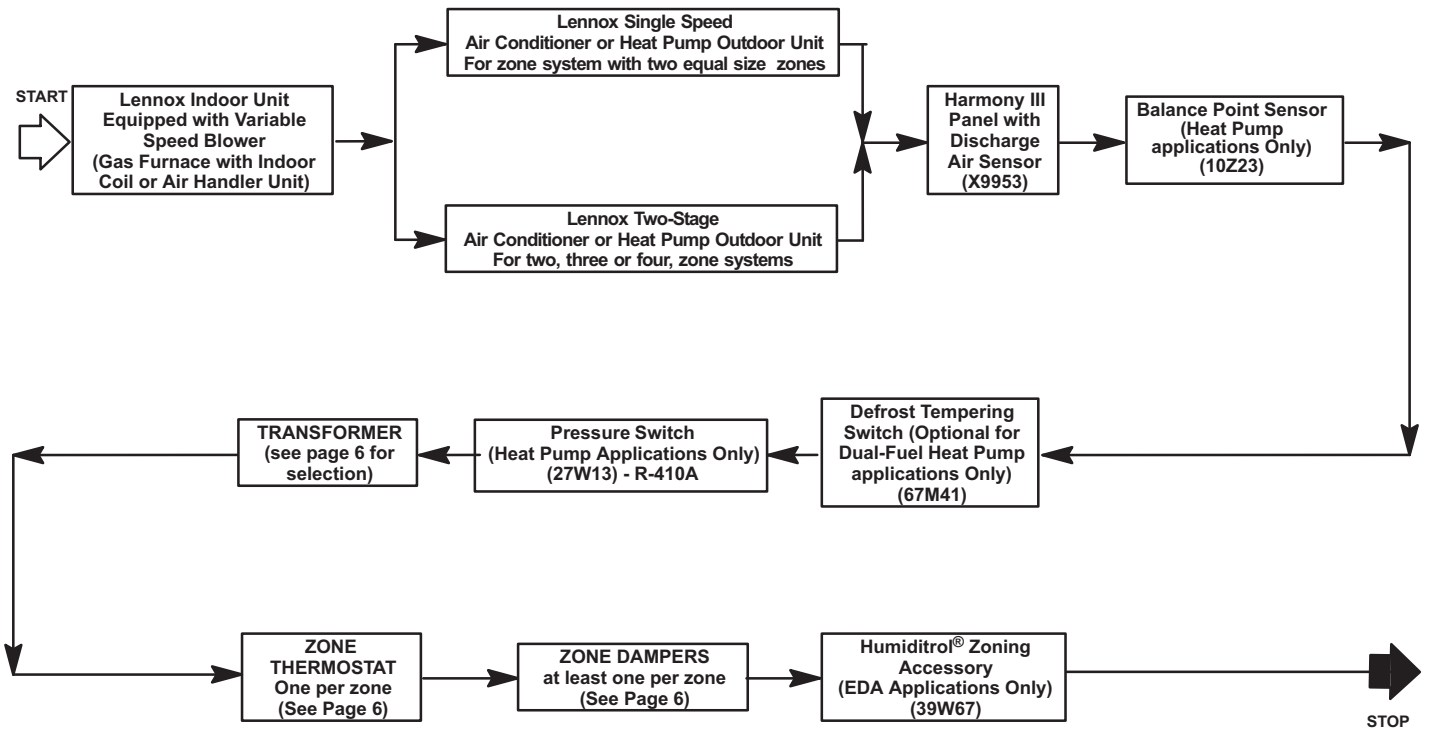 START
Lennox Indoor Unit
Equipped with Variable
Speed Blower
(Gas Furnace with Indoor
Coil or Air Handler Unit)
Lennox Single Speed
Air Conditioner or Heat Pump Outdoor Unit
For zone system with two equal size zones
Lennox Two-Stage
Air Conditioner or Heat Pump Outdoor Unit
For two, three or four, zone systems
Harmony III
Panel with
Discharge
Air Sensor
(X9953)
Balance Point Sensor
(Heat Pump
applications Only)
(10Z23)
Defrost Tempering
Switch (Optional for
Dual-Fuel Heat Pump
applications Only)
(67M41)
Pressure Switch
(Heat Pump Applications Only)
(27W13) - R-410A
TRANSFORMER
(see page 6 for
selection)
ZONE
THERMOSTAT
One per zone
(See Page 6)
ZONE DAMPERS
at least one per zone
(See Page 6)
Humiditrol® Zoning
Accessory
(EDA Applications Only)
(39W67)
STOP